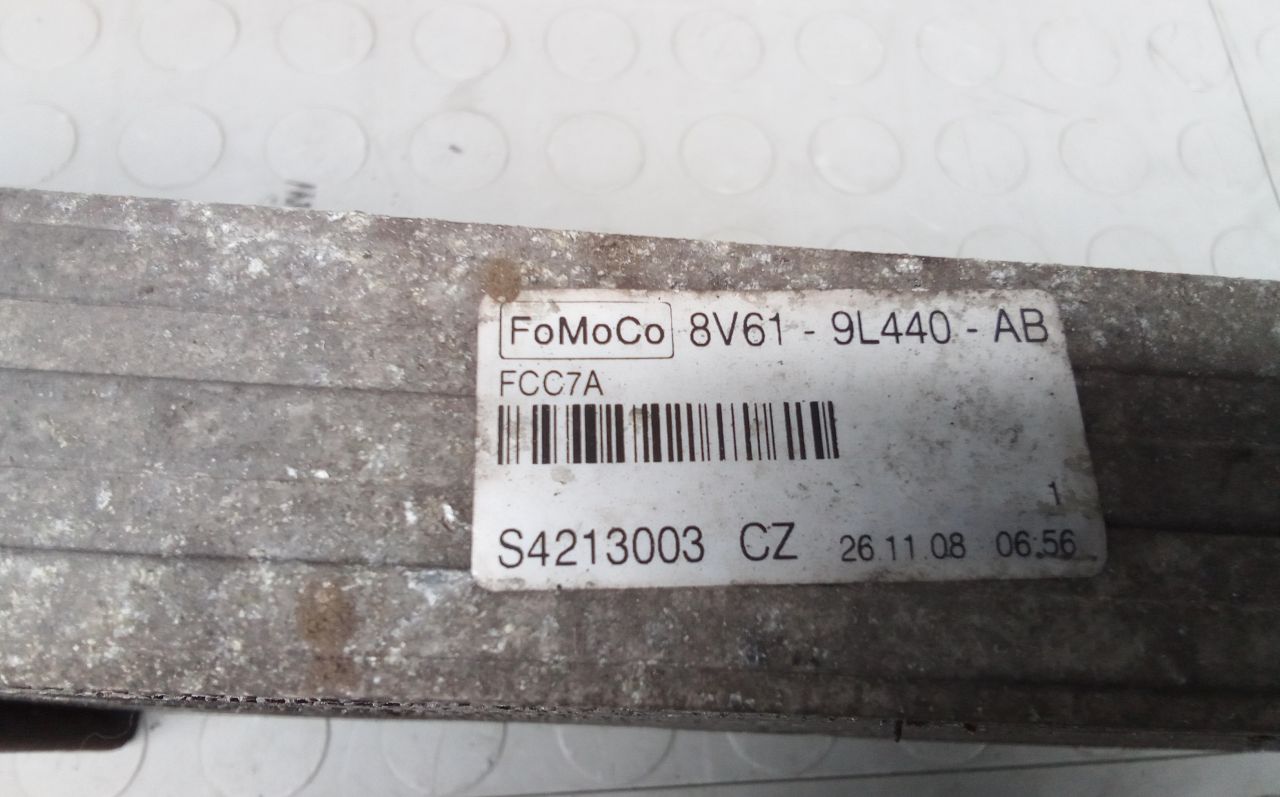 FoMoCo 8V61 - 9L440 - AB
FCC7A
1
S4213003 CZ 26.11.08 06:56